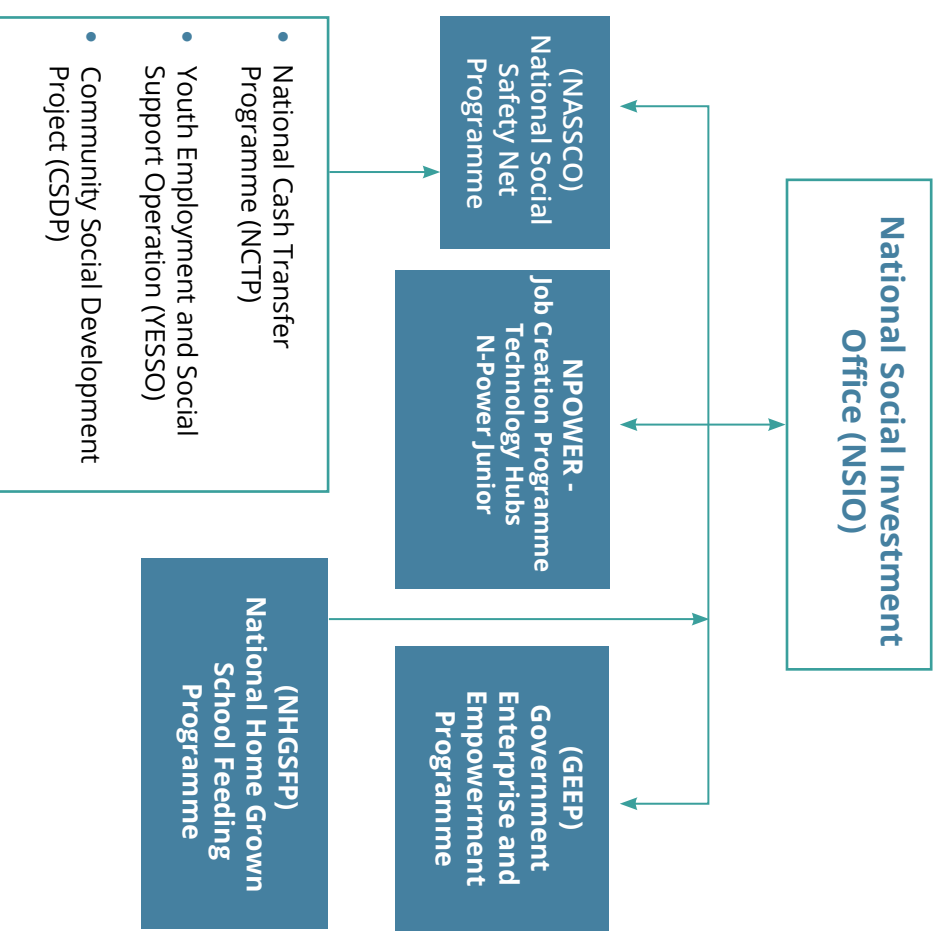 National Social Investment
Office (NSIO)
(NASSCO)
National Social
Safety Net
Programme
NPOWER -
Job Creation Programme
Technology Hubs
N-Power Junior
(GEEP)
Government
Enterprise and
Empowerment
Programme
• National Cash Transfer
Programme (NCTP)
• Youth Employment and Social
Support Operation (YESSO)
• Community Social Development
Project (CSDP)
(NHGSFP)
National Home Grown
School Feeding
Programme